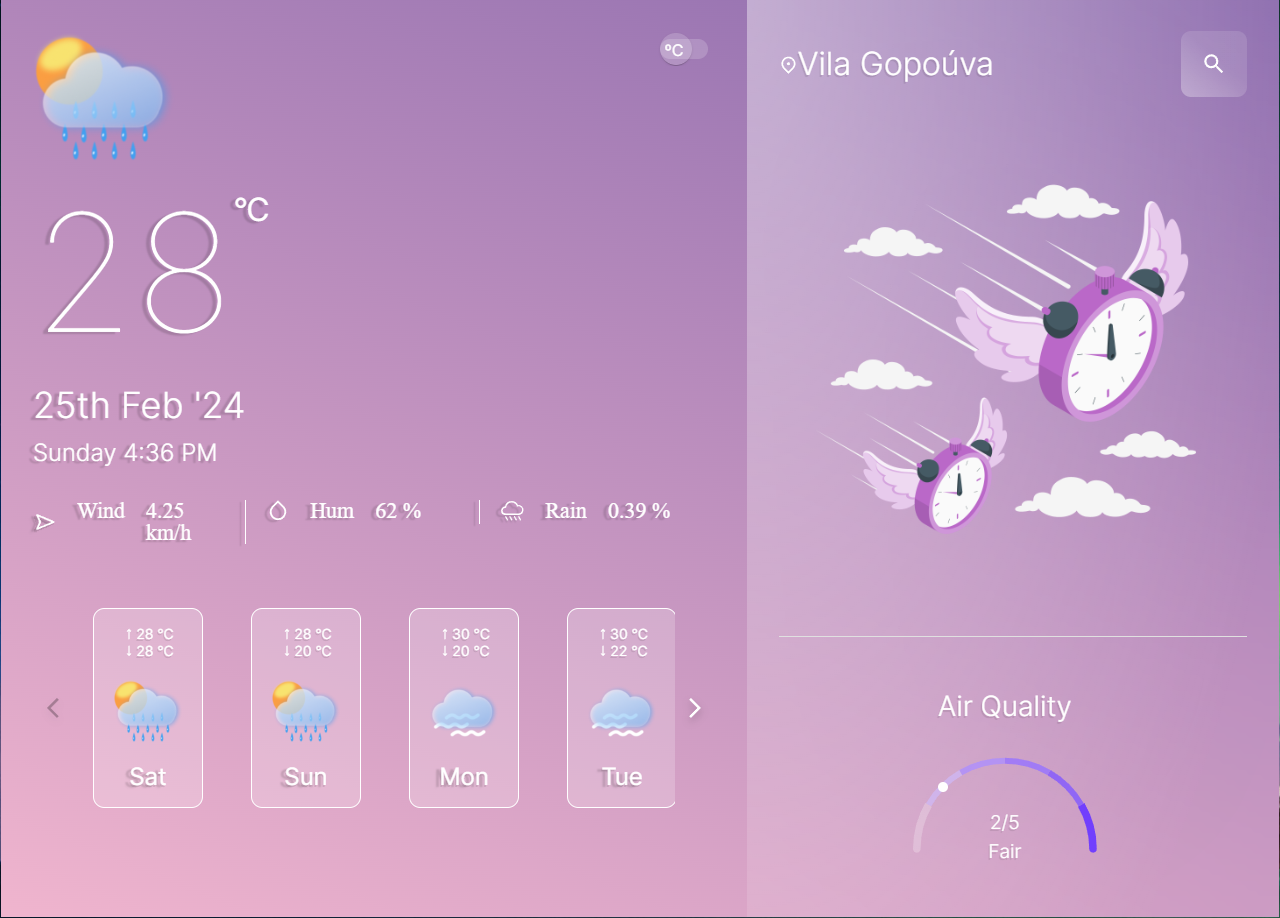 °C
28 °C
25th Feb '24
Sunday 4:36 PM
Wind 4.25 km/h
Hum 62 %
Rain 0.39 %
↑ 28 °C
↓ 28 °C
Sat
↑ 28 °C
↓ 20 °C
Sun
↑ 30 °C
↓ 20 °C
Mon
↑ 30 °C
↓ 22 °C
Tue
Vila Gopoúva
Air Quality
2/5
Fair